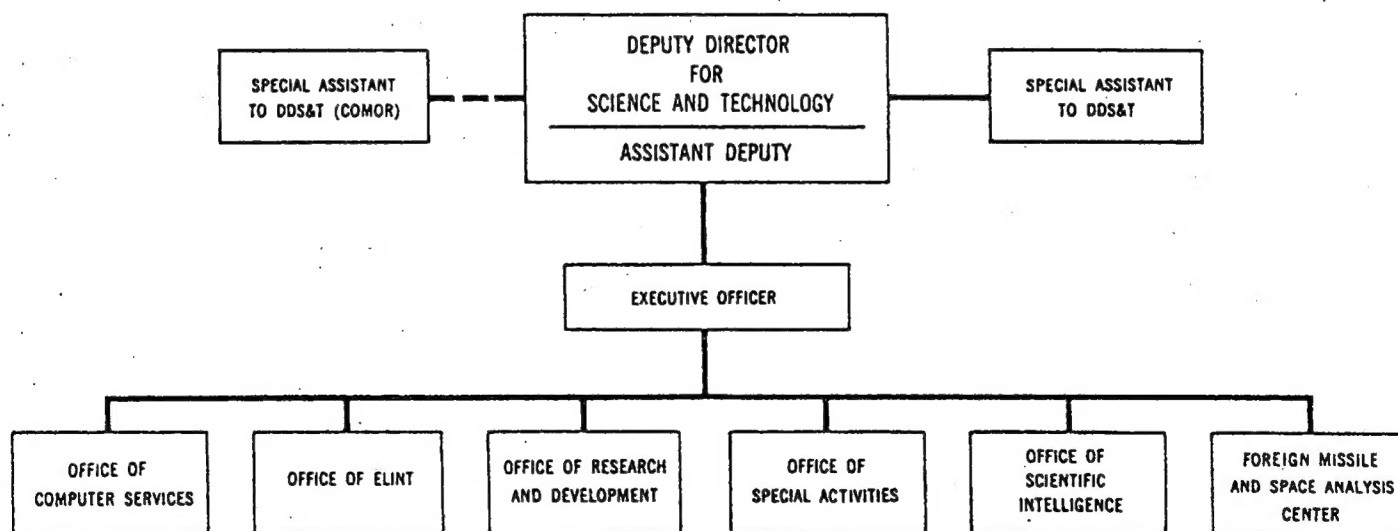 DEPUTY DIRECTOR
FOR
SCIENCE AND TECHNOLOGY
ASSISTANT DEPUTY
SPECIAL ASSISTANT
TO DDS&T (COMOR)
SPECIAL ASSISTANT
TO DDS&T
EXECUTIVE OFFICER
OFFICE OF
COMPUTER SERVICES
OFFICE OF ELINT
OFFICE OF RESEARCH
AND DEVELOPMENT
OFFICE OF
SPECIAL ACTIVITIES
OFFICE OF
SCIENTIFIC
INTELLIGENCE
FOREIGN MISSILE
AND SPACE ANALYSIS
CENTER